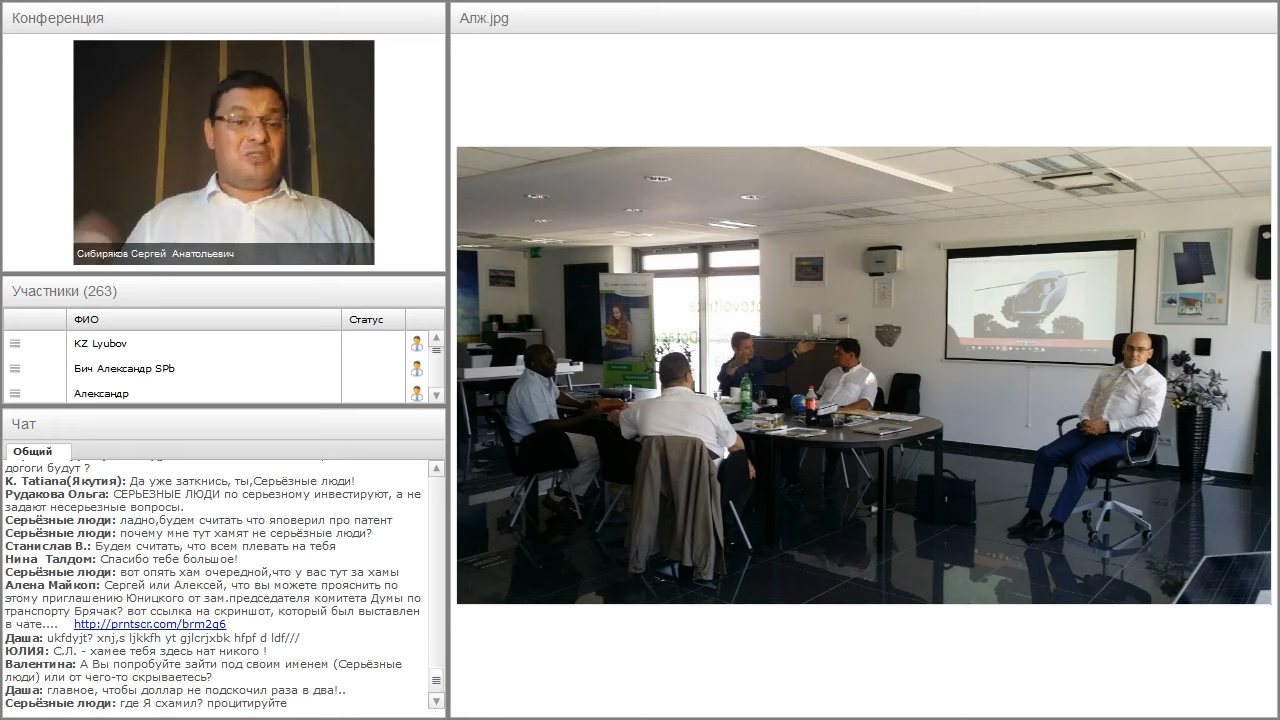 Конференция
Сибиряков Сергей Анатольевич
Участники (263)
ФИО
Статус
KZ Lyubov
Бич Александр SPb
Александр
Чат
Общий
догоги будут ?
К. Tatiana(Якутия): Да уже заткнись, ты,Серьёзные люди!
Рудакова Ольга: СЕРЬЕЗНЫЕ ЛЮДИ по серьезному инвестируют, а не
задают несерьезные вопросы.
Серьёзные люди: ладно,будем считать что яповерил про патент
Серьёзные люди: почему мне тут хамят не серьёзные люди?
Станислав В.: Будем считать, что всем плевать на тебя
Нина Талдом: Спасибо тебе большое!
Серьёзные люди: вот опять хам очередной,что у вас тут за хамы
Алена Майкоп: Сергей или Алексей, что вы можете прояснить по
этому приглашению Юницкого от зам.председателя комитета Думы по
транспорту Брячак? вот ссылка на скриншот, который был выставлен
в чате.... http://prntscr.com/brm2q6
Даша: ukfdyjt? xnj,s ljkkfh yt gjlcrjxbk hfpf d ldf///
ЮЛИЯ: С.Л. - хамее тебя здесь нат никого !
Валентина: А Вы попробуйте зайти под своим именем (Серьёзные
люди) или от чего-то скрываетесь?
Даша: главное, чтобы доллар не подскочил раза в два!..
Серьёзные люди: где Я схамил? процитируйте
Алж.jpg